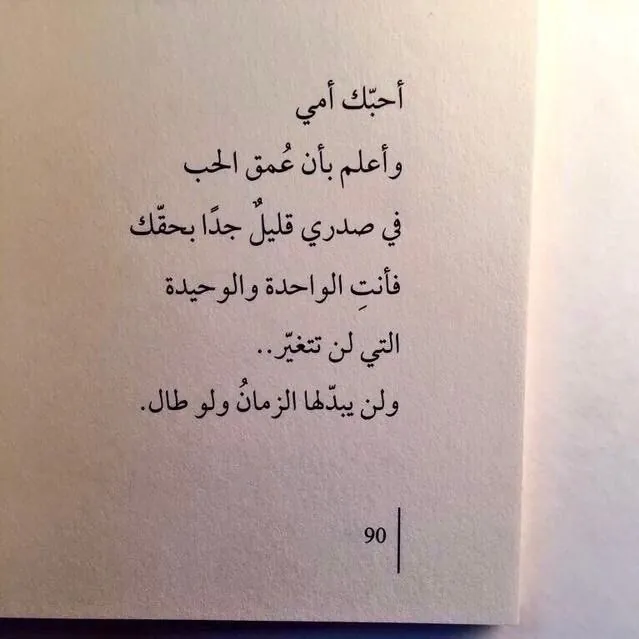 أحبّك أمي
وأعلم بأن عُمق الحب
في صدري قليلٌ جدًا بحقّك
فأنتِ الواحدة والوحيدة
التي لن تتغيّر..
ولن يبدّلها الزمانُ ولو طال.
90